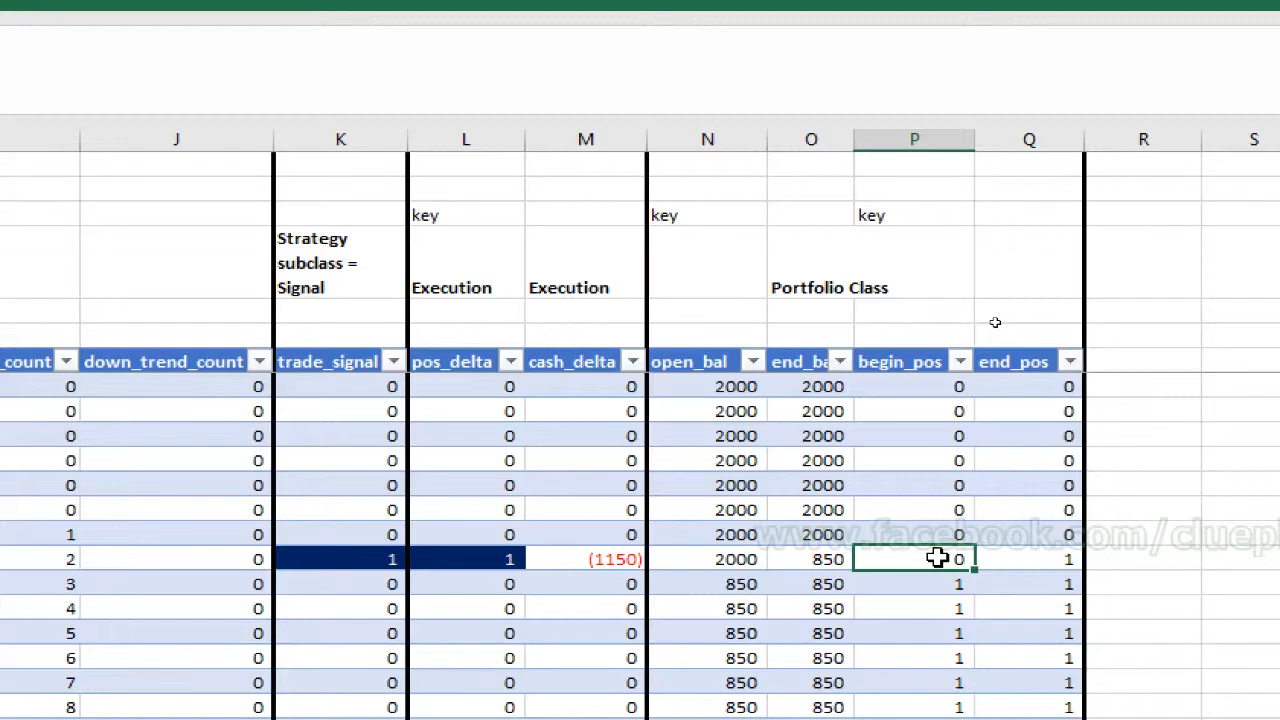 J K L M N O P Q R S
key key key
Strategy
subclass =
Signal Execution Execution Portfolio Class
count down_trend_count trade_signal pos_delta cash_delta open_bal end_ba begin_pos end_pos
0 0 0 0 0 2000 2000 0 0
0 0 0 0 0 2000 2000 0 0
0 0 0 0 0 2000 2000 0 0
0 0 0 0 0 2000 2000 0 0
0 0 0 0 0 2000 2000 0 0
0 0 0 0 0 2000 2000 0 0
1 0 0 0 0 2000 2000 0 0
www.facebook.com/cluep
2 0 1 1 (1150) 2000 850 0 1
3 0 0 0 0 850 850 1 1
4 0 0 0 0 850 850 1 1
5 0 0 0 0 850 850 1 1
6 0 0 0 0 850 850 1 1
7 0 0 0 0 850 850 1 1
8 0 0 0 0 850 850 1 1